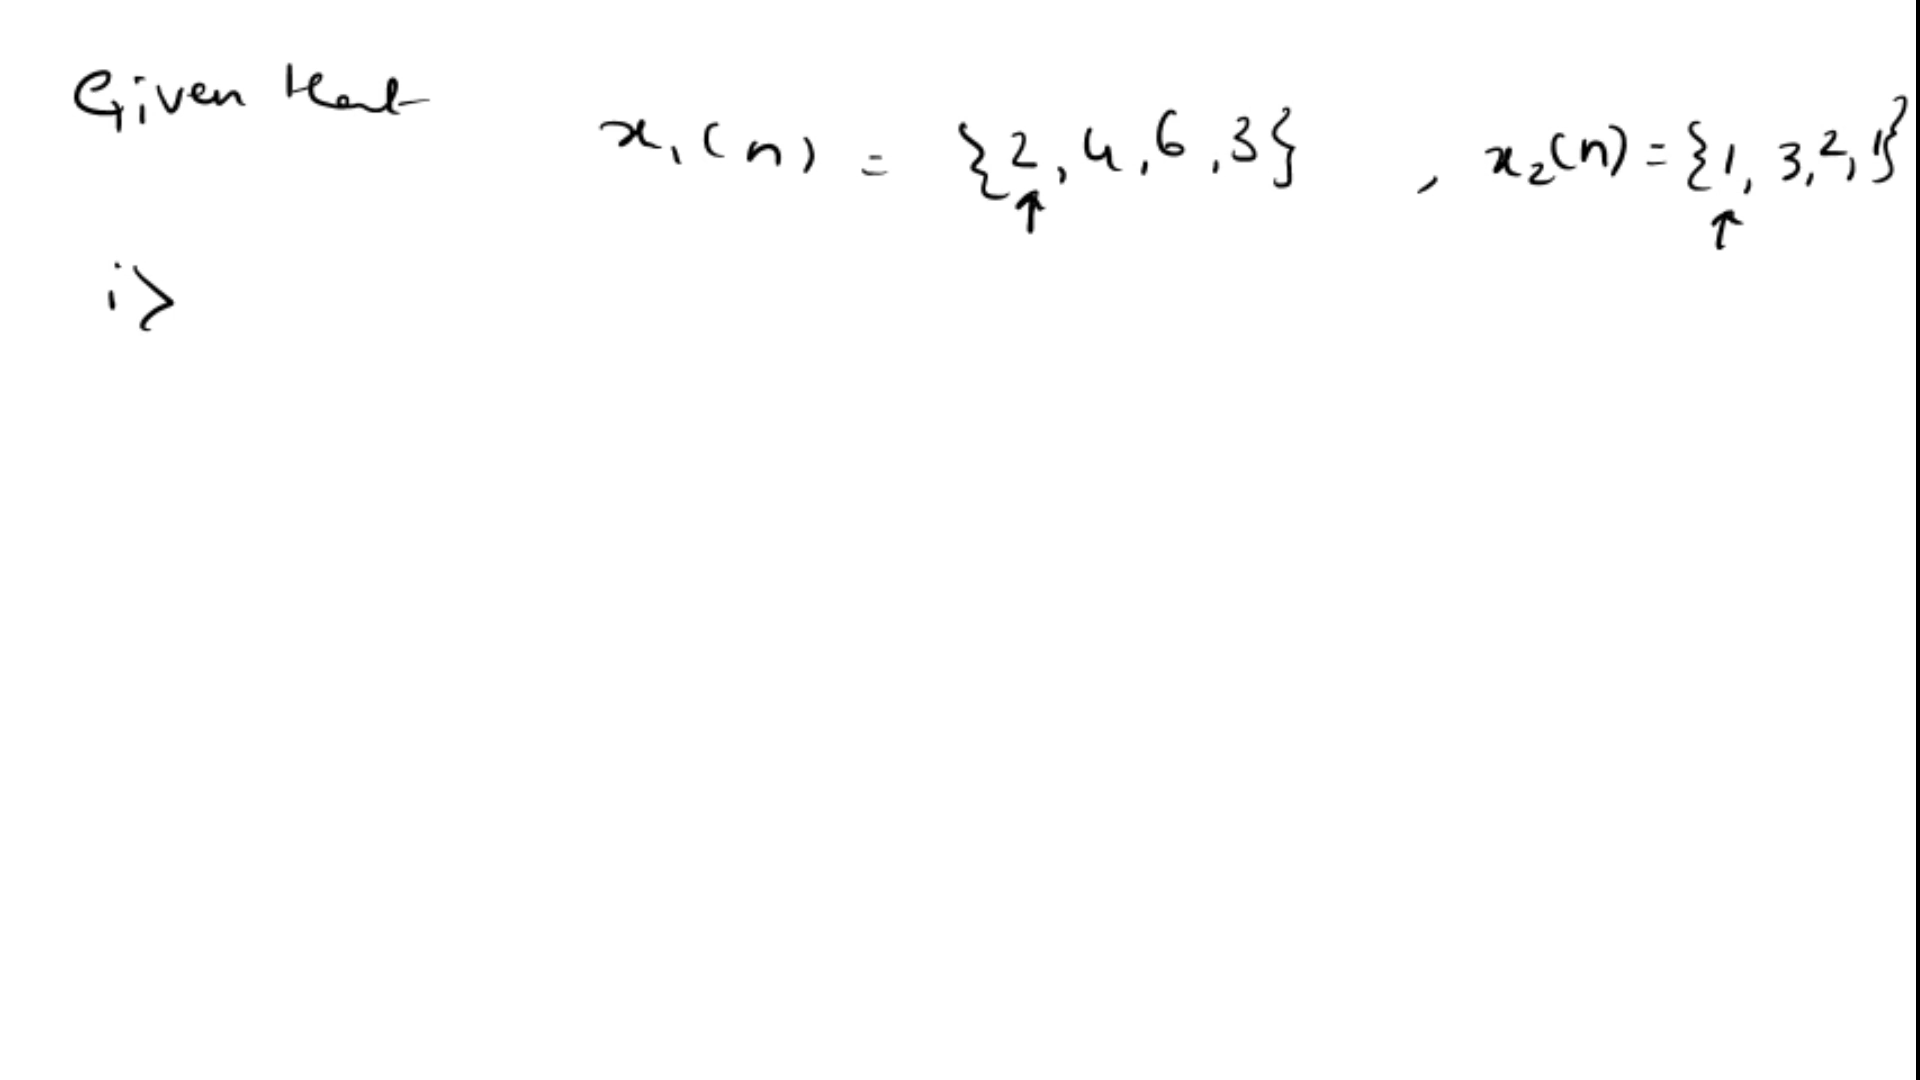 Given that x₁(n) = {2, 4, 6, 3} , x₂(n) = {1, 3, 2, 1}
↑ ↑
i>